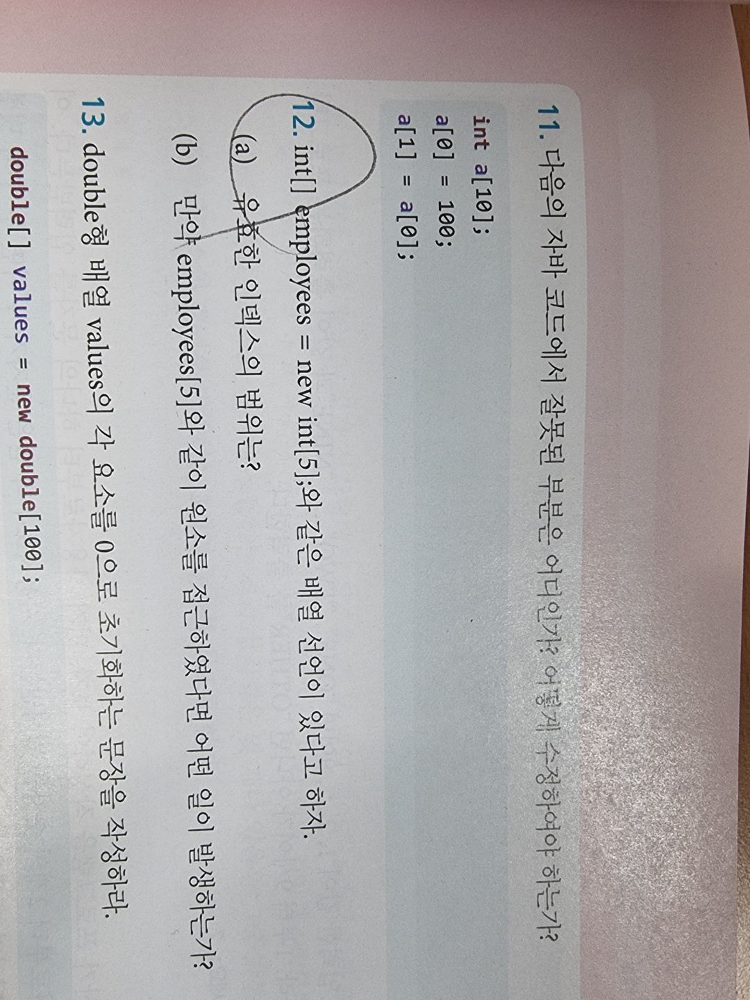 11. 다음의 자바 코드에서 잘못된 부분은 어디인가? 어떻게 수정하여야 하는가?
int a[10];
a[0] = 100;
a[1] = a[0];
12. int[] employees = new int[5];와 같은 배열 선언이 있다고 하자.
(a) 유효한 인덱스의 범위는?
(b) 만약 employees[5]와 같이 원소를 접근하였다면 어떤 일이 발생하는가?
13. double형 배열 values의 각 요소를 0으로 초기화하는 문장을 작성하라.
double[] values = new double[100];